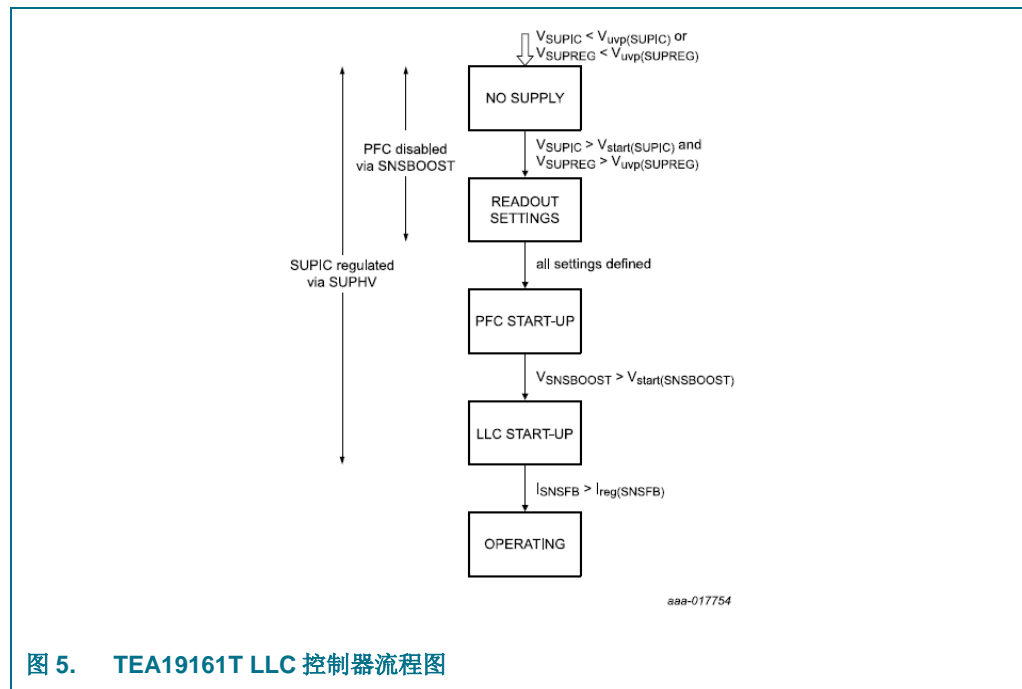 VSUPIC < Vuvp(SUPIC) or
VSUPREG < Vuvp(SUPREG)
NO SUPPLY
VSUPIC > Vstart(SUPIC) and
VSUPREG > Vuvp(SUPREG)
PFC disabled
via SNSBOOST
READOUT
SETTINGS
all settings defined
SUPIC regulated
via SUPHV
PFC START-UP
VSNSBOOST > Vstart(SNSBOOST)
LLC START-UP
ISNSFB > Ireg(SNSFB)
OPERATING
aaa-017754
图 5. TEA19161T LLC 控制器流程图